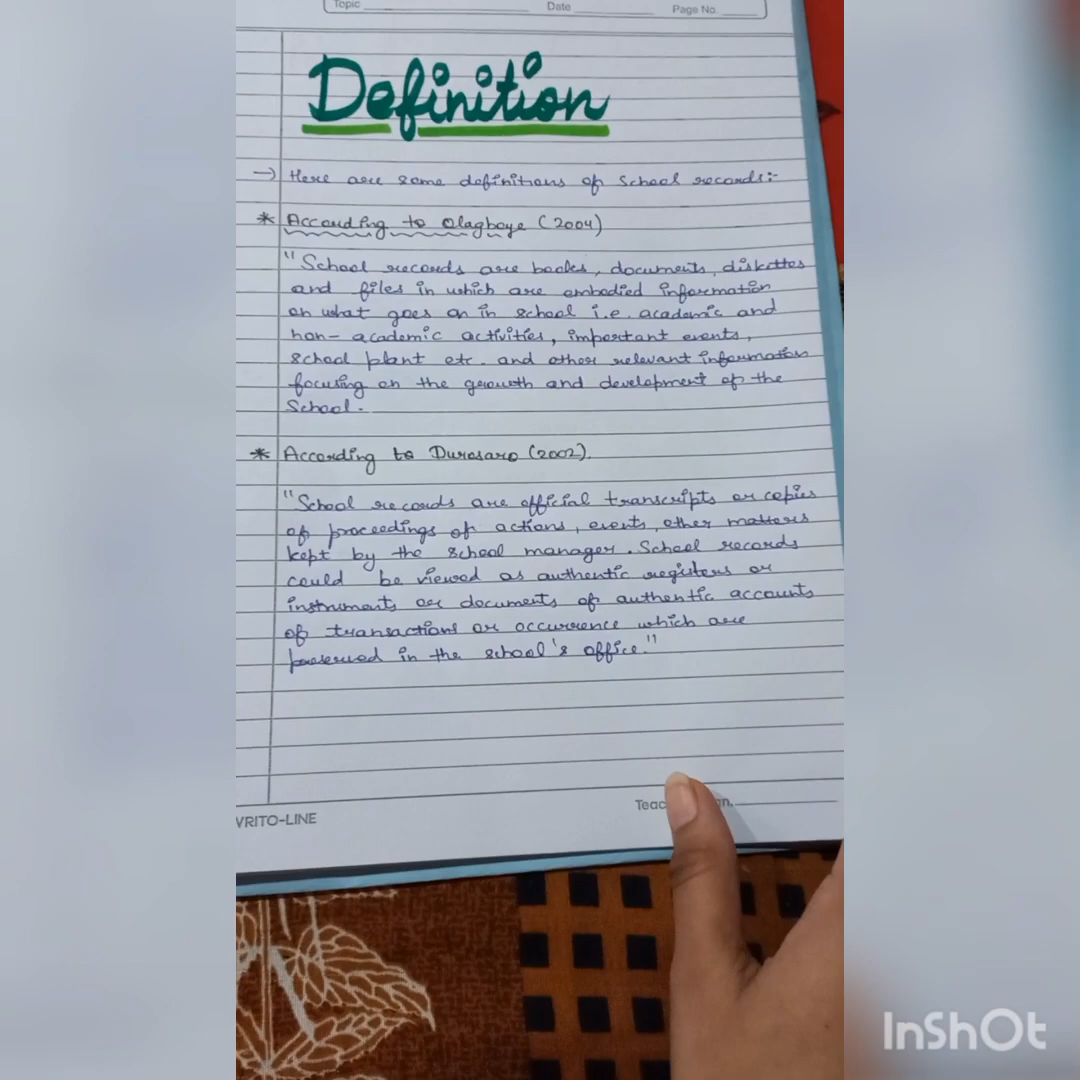 Topic Date Page No.
Definition
→ Here are some definitions of School records:-
* According to Olagboye (2004)
"School records are books, documents, diskettes
and files in which are embodied information
on what goes on in school i.e. academic and
non-academic activities, important events,
school plant etc. and other relevant information
focusing on the growth and development of the
School.
* According to Durosaro (2002).
"School records are official transcripts or copies
of proceedings of actions, events, other matters
kept by the school manager. School records
could be viewed as authentic registers or
instruments or documents of authentic accounts
of transactions or occurrence which are
preserved in the school's office."
WRITO-LINE
InShOt